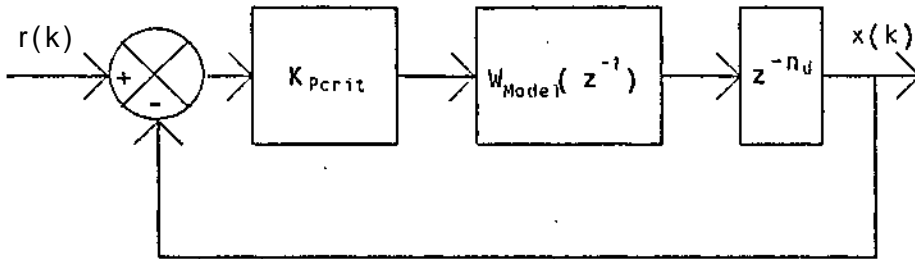 r(k)
x(k)
+
-
K_Pcrit
W_Model(z^-1)
z^-n_d